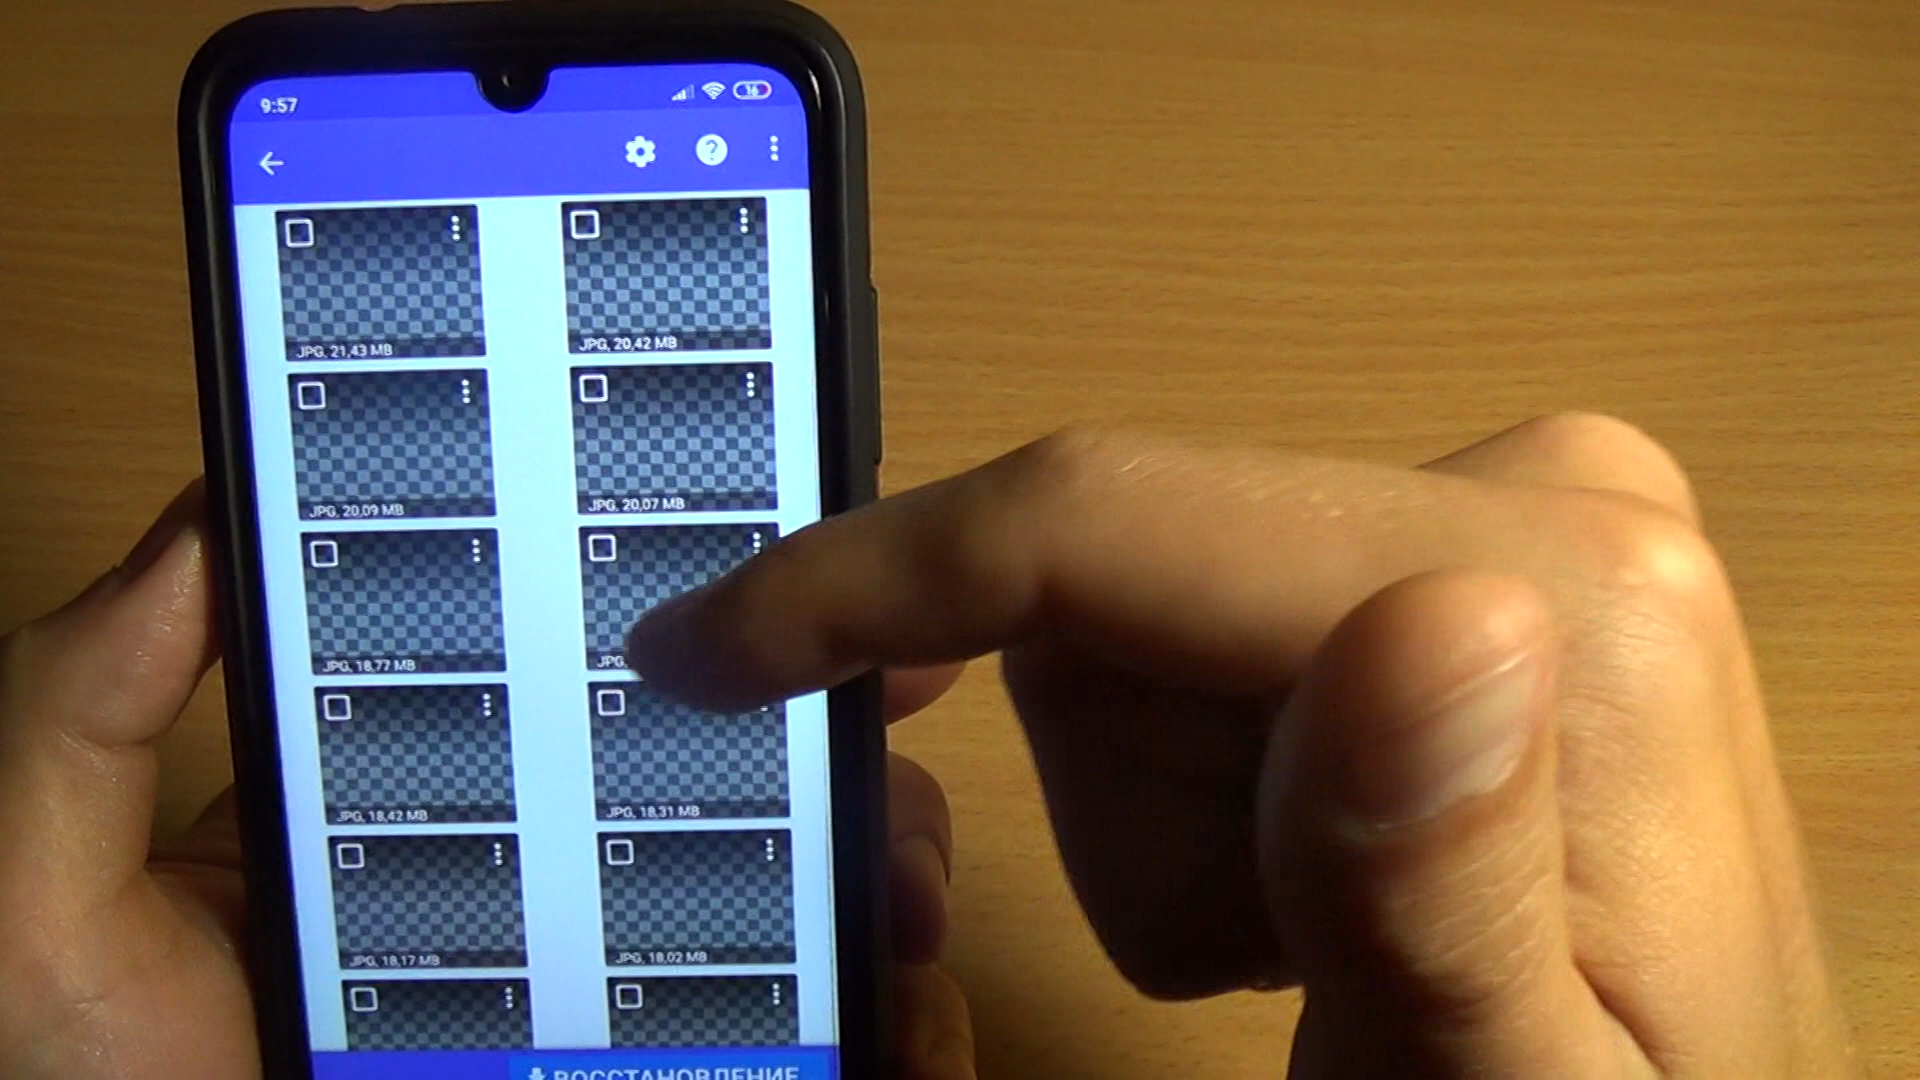 9:57
16
?
JPG, 21,43 MB
JPG, 20,42 MB
JPG, 20,09 MB
JPG, 20,07 MB
JPG, 18,77 MB
JPG,
JPG, 18,42 MB
JPG, 18,31 MB
JPG, 18,17 MB
JPG, 18,02 MB
ВОССТАНОВЛЕНИЕ